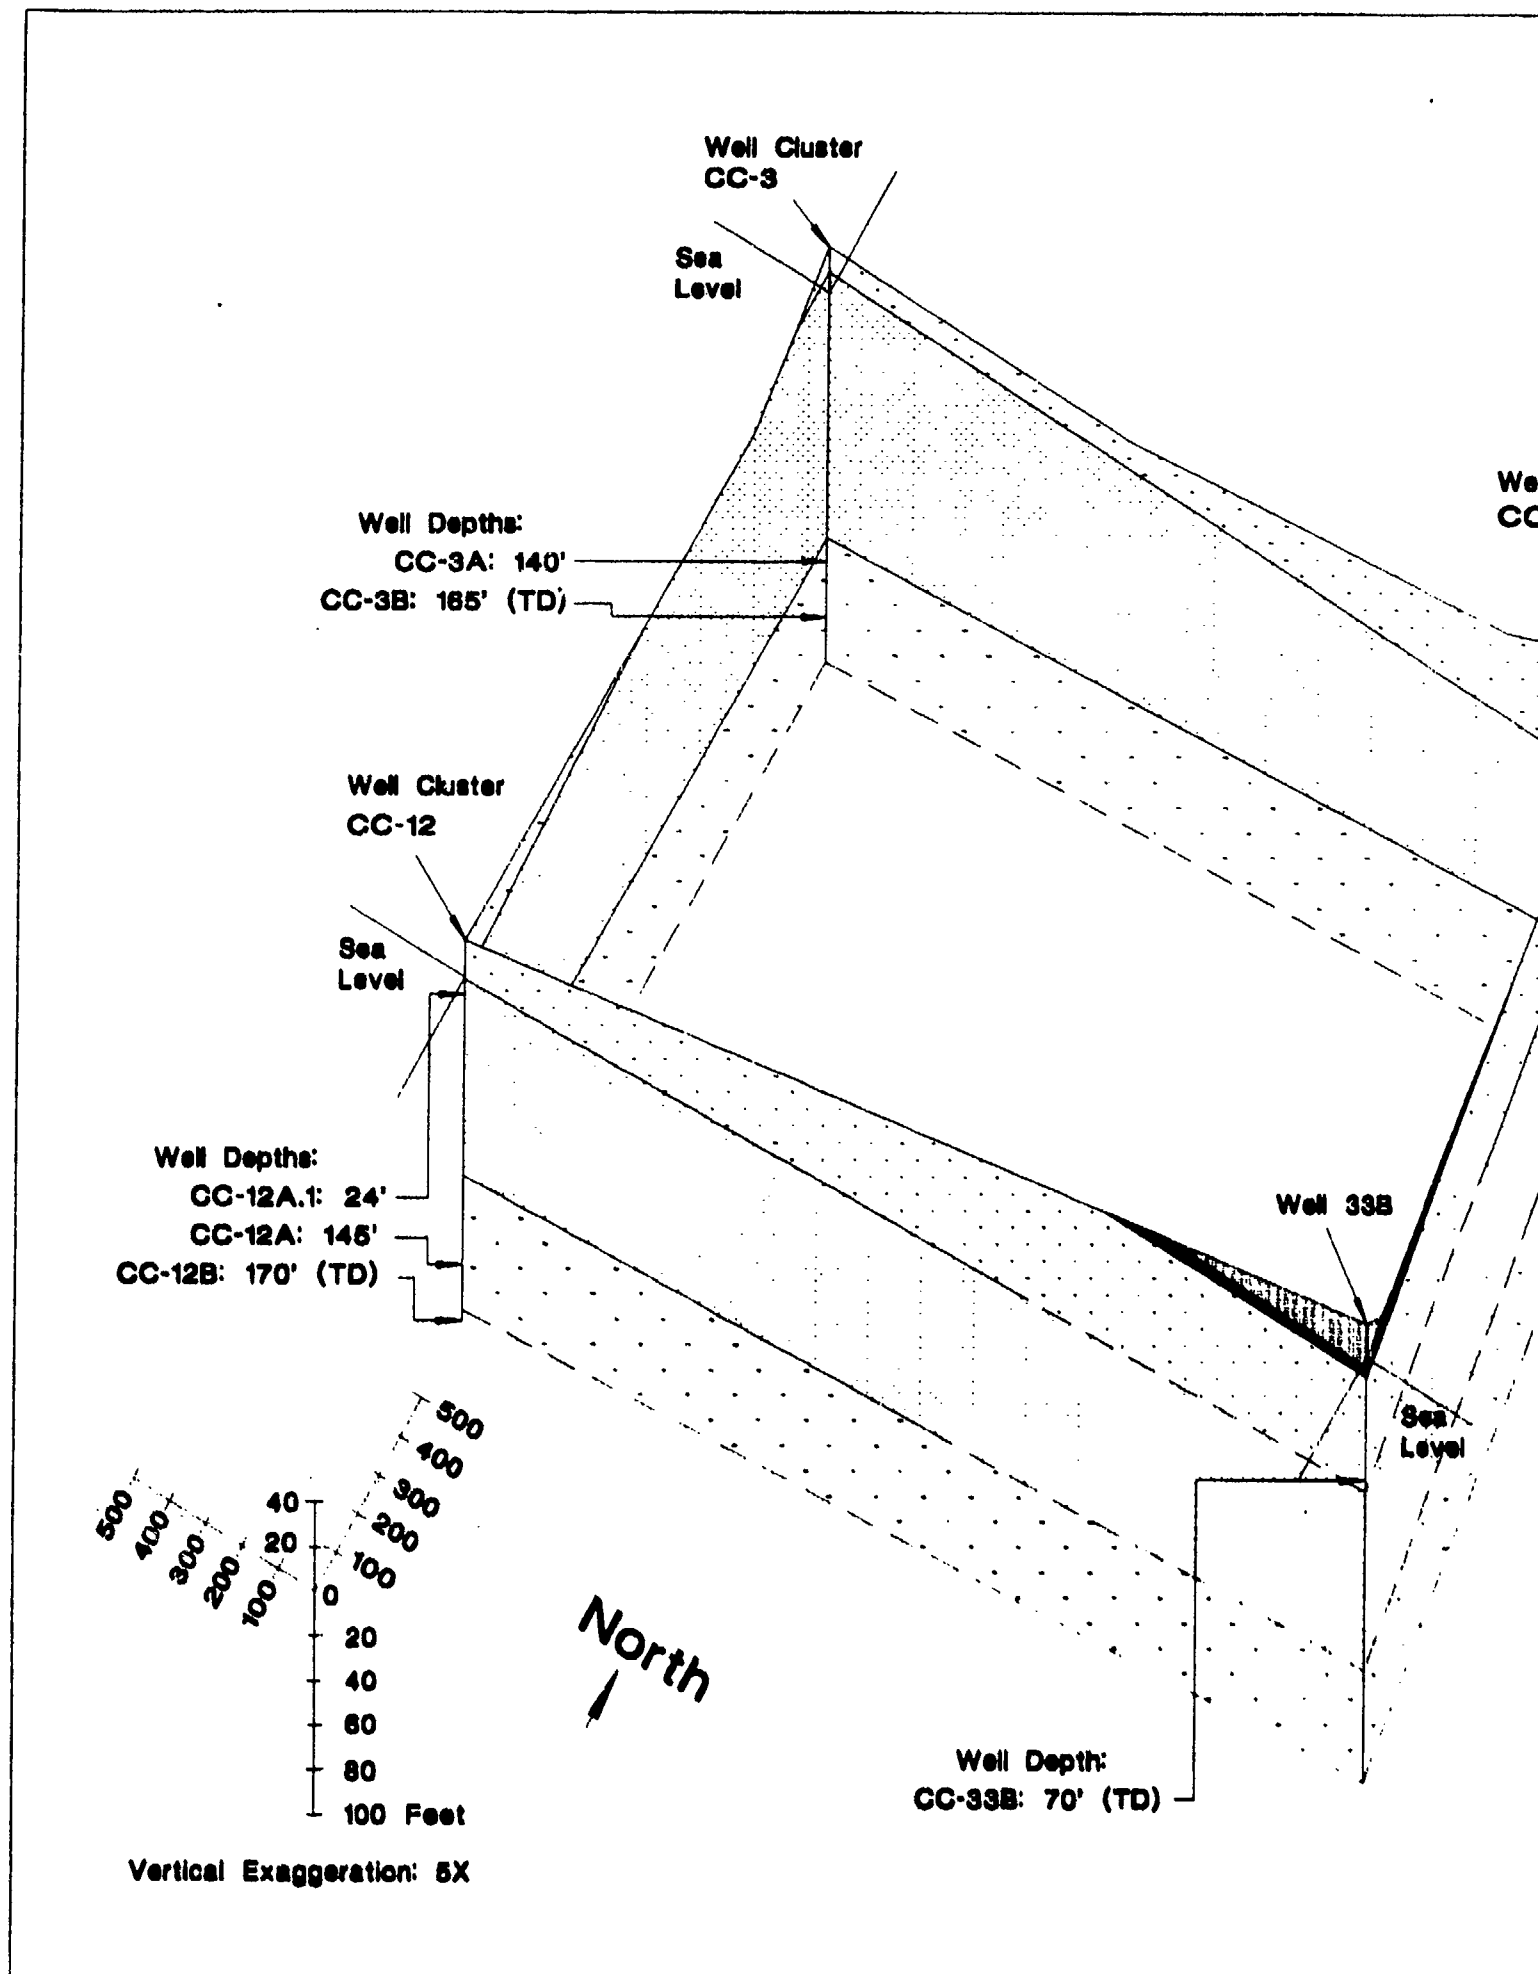 Well Cluster
CC-3
Sea
Level
We
CC
Well Depths:
CC-3A: 140'
CC-3B: 165' (TD)
Well Cluster
CC-12
Sea
Level
Well Depths:
CC-12A.1: 24'
CC-12A: 145'
CC-12B: 170' (TD)
Well 33B
Sea
Level
500
400
300
200
100
500
400
300
200
100
40
20
0
20
40
60
80
100 Feet
North
Well Depth:
CC-33B: 70' (TD)
Vertical Exaggeration: 5X